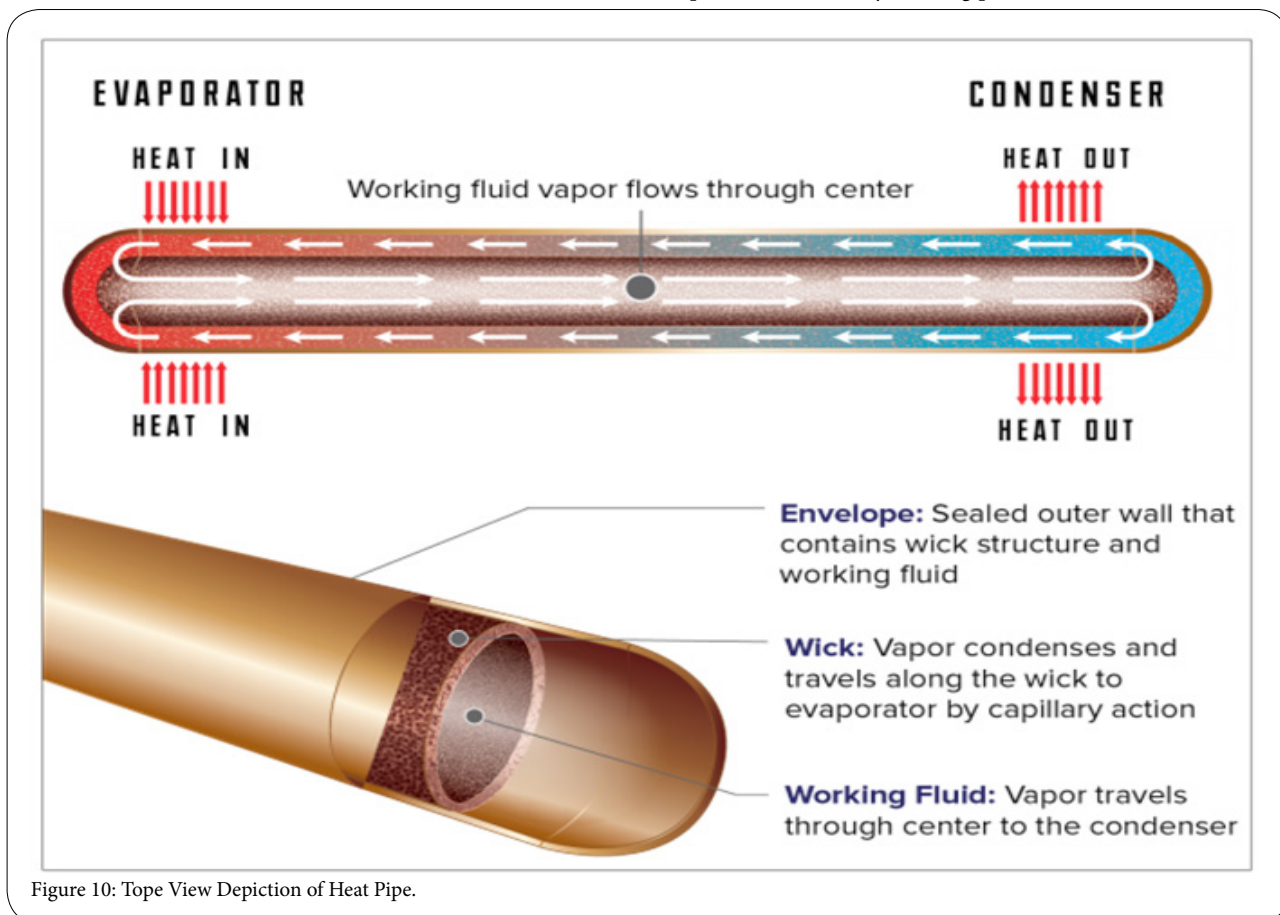 EVAPORATOR
CONDENSER
HEAT IN
HEAT OUT
Working fluid vapor flows through center
HEAT IN
HEAT OUT
Envelope: Sealed outer wall that
contains wick structure and
working fluid
Wick: Vapor condenses and
travels along the wick to
evaporator by capillary action
Working Fluid: Vapor travels
through center to the condenser
Figure 10: Tope View Depiction of Heat Pipe.